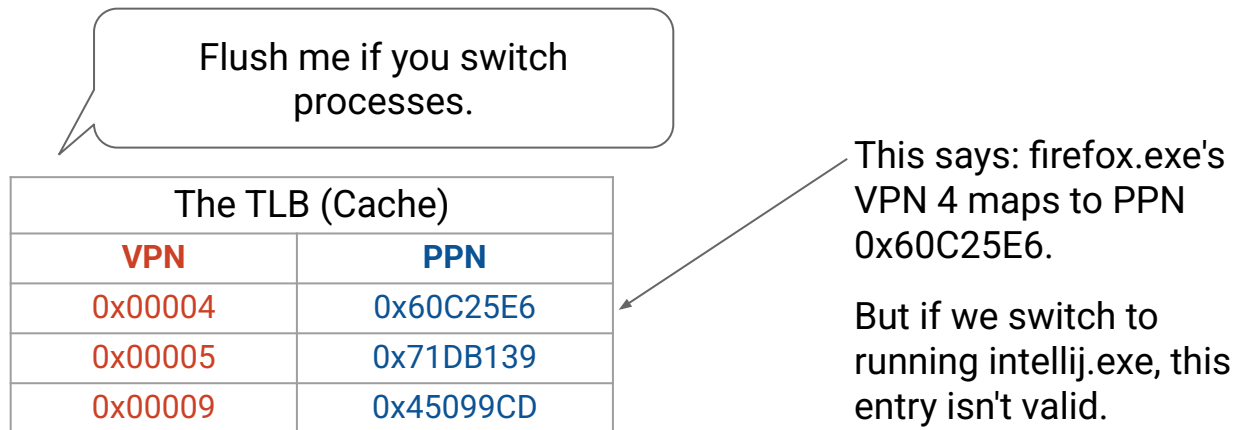 Flush me if you switch
processes.
The TLB (Cache)
VPN PPN
0x00004 0x60C25E6
0x00005 0x71DB139
0x00009 0x45099CD
This says: firefox.exe's
VPN 4 maps to PPN
0x60C25E6.
But if we switch to
running intellij.exe, this
entry isn't valid.